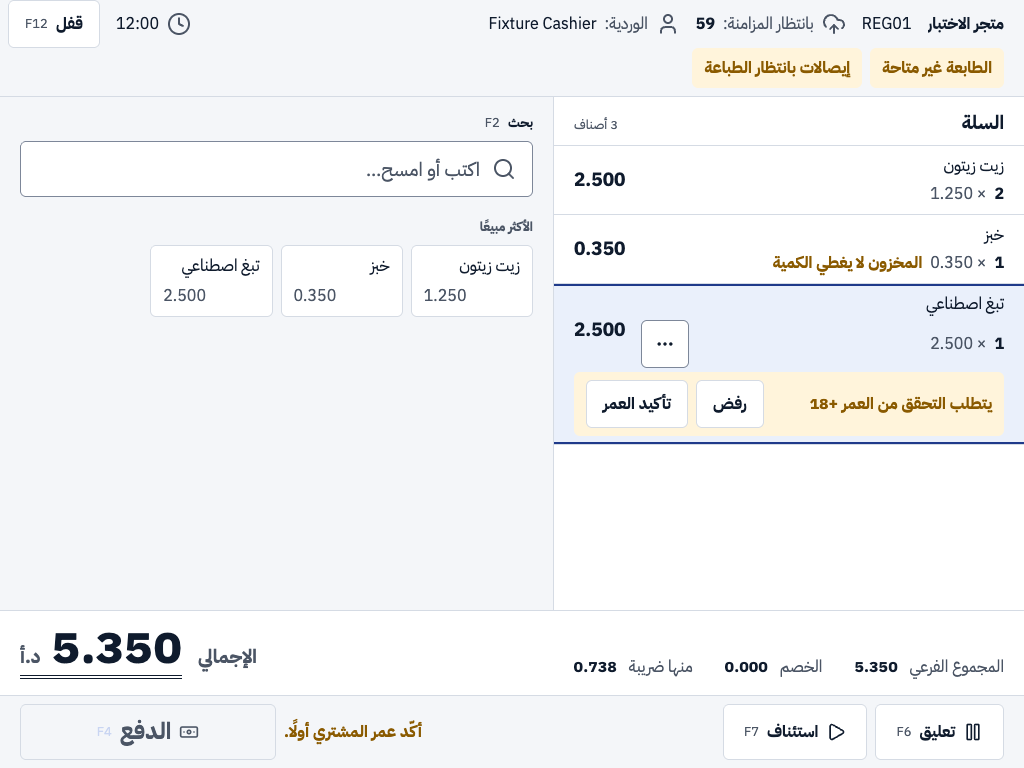 متجر الاختبار REG01 بانتظار المزامنة: 59 الوردية: Fixture Cashier 12:00 قفل F12
الطابعة غير متاحة إيصالات بانتظار الطباعة
السلة 3 أصناف
زيت زيتون
2 × 1.250 2.500
خبز
1 × 0.350 المخزون لا يغطي الكمية 0.350
تبغ اصطناعي
1 × 2.500 ... 2.500
يتطلب التحقق من العمر +18 رفض تأكيد العمر
بحث F2
اكتب أو امسح...
الأكثر مبيعًا
زيت زيتون خبز تبغ اصطناعي
1.250 0.350 2.500
المجموع الفرعي 5.350 الخصم 0.000 منها ضريبة 0.738 الإجمالي 5.350 د.أ
تعليق F6 استئناف F7 أكّد عمر المشتري أولًا. الدفع F4